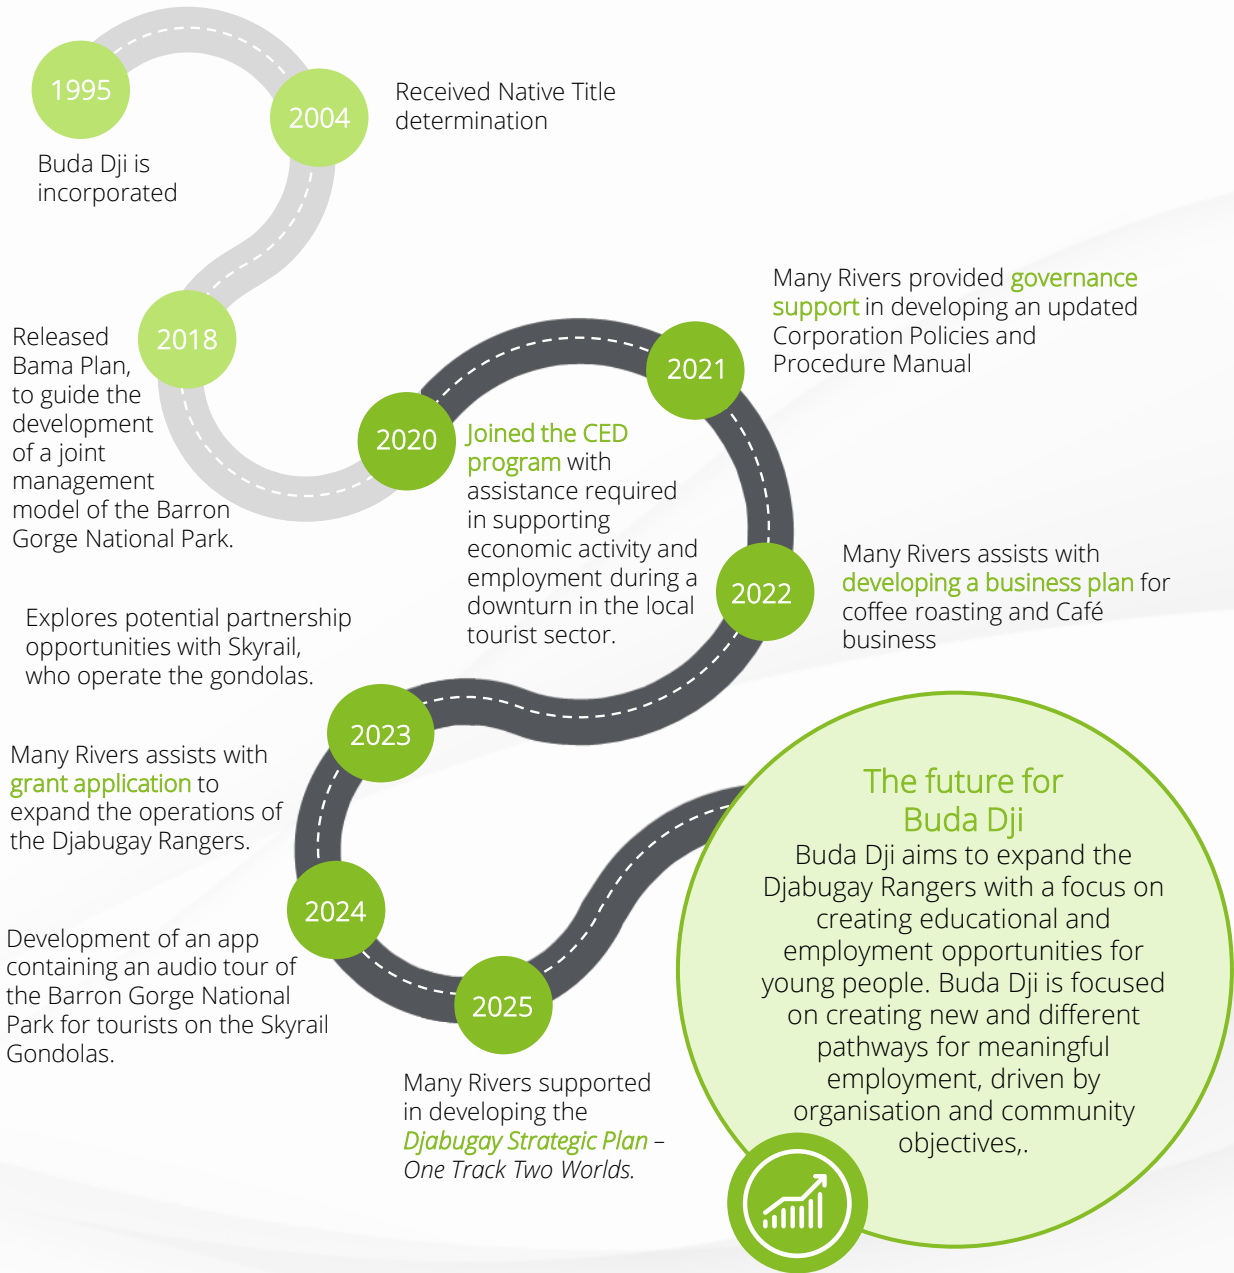 1995
Buda Dji is
incorporated
2004
Received Native Title
determination
2018
Released
Bama Plan,
to guide the
development
of a joint
management
model of the Barron
Gorge National Park.
2020
Joined the CED
program with
assistance required
in supporting
economic activity and
employment during a
downturn in the local
tourist sector.
2021
Many Rivers provided governance
support in developing an updated
Corporation Policies and
Procedure Manual
2022
Many Rivers assists with
developing a business plan for
coffee roasting and Café
business
Explores potential partnership
opportunities with Skyrail,
who operate the gondolas.
2023
Many Rivers assists with
grant application to
expand the operations of
the Djabugay Rangers.
2024
Development of an app
containing an audio tour of
the Barron Gorge National
Park for tourists on the Skyrail
Gondolas.
2025
Many Rivers supported
in developing the
Djabugay Strategic Plan –
One Track Two Worlds.
The future for
Buda Dji
Buda Dji aims to expand the
Djabugay Rangers with a focus on
creating educational and
employment opportunities for
young people. Buda Dji is focused
on creating new and different
pathways for meaningful
employment, driven by
organisation and community
objectives,.